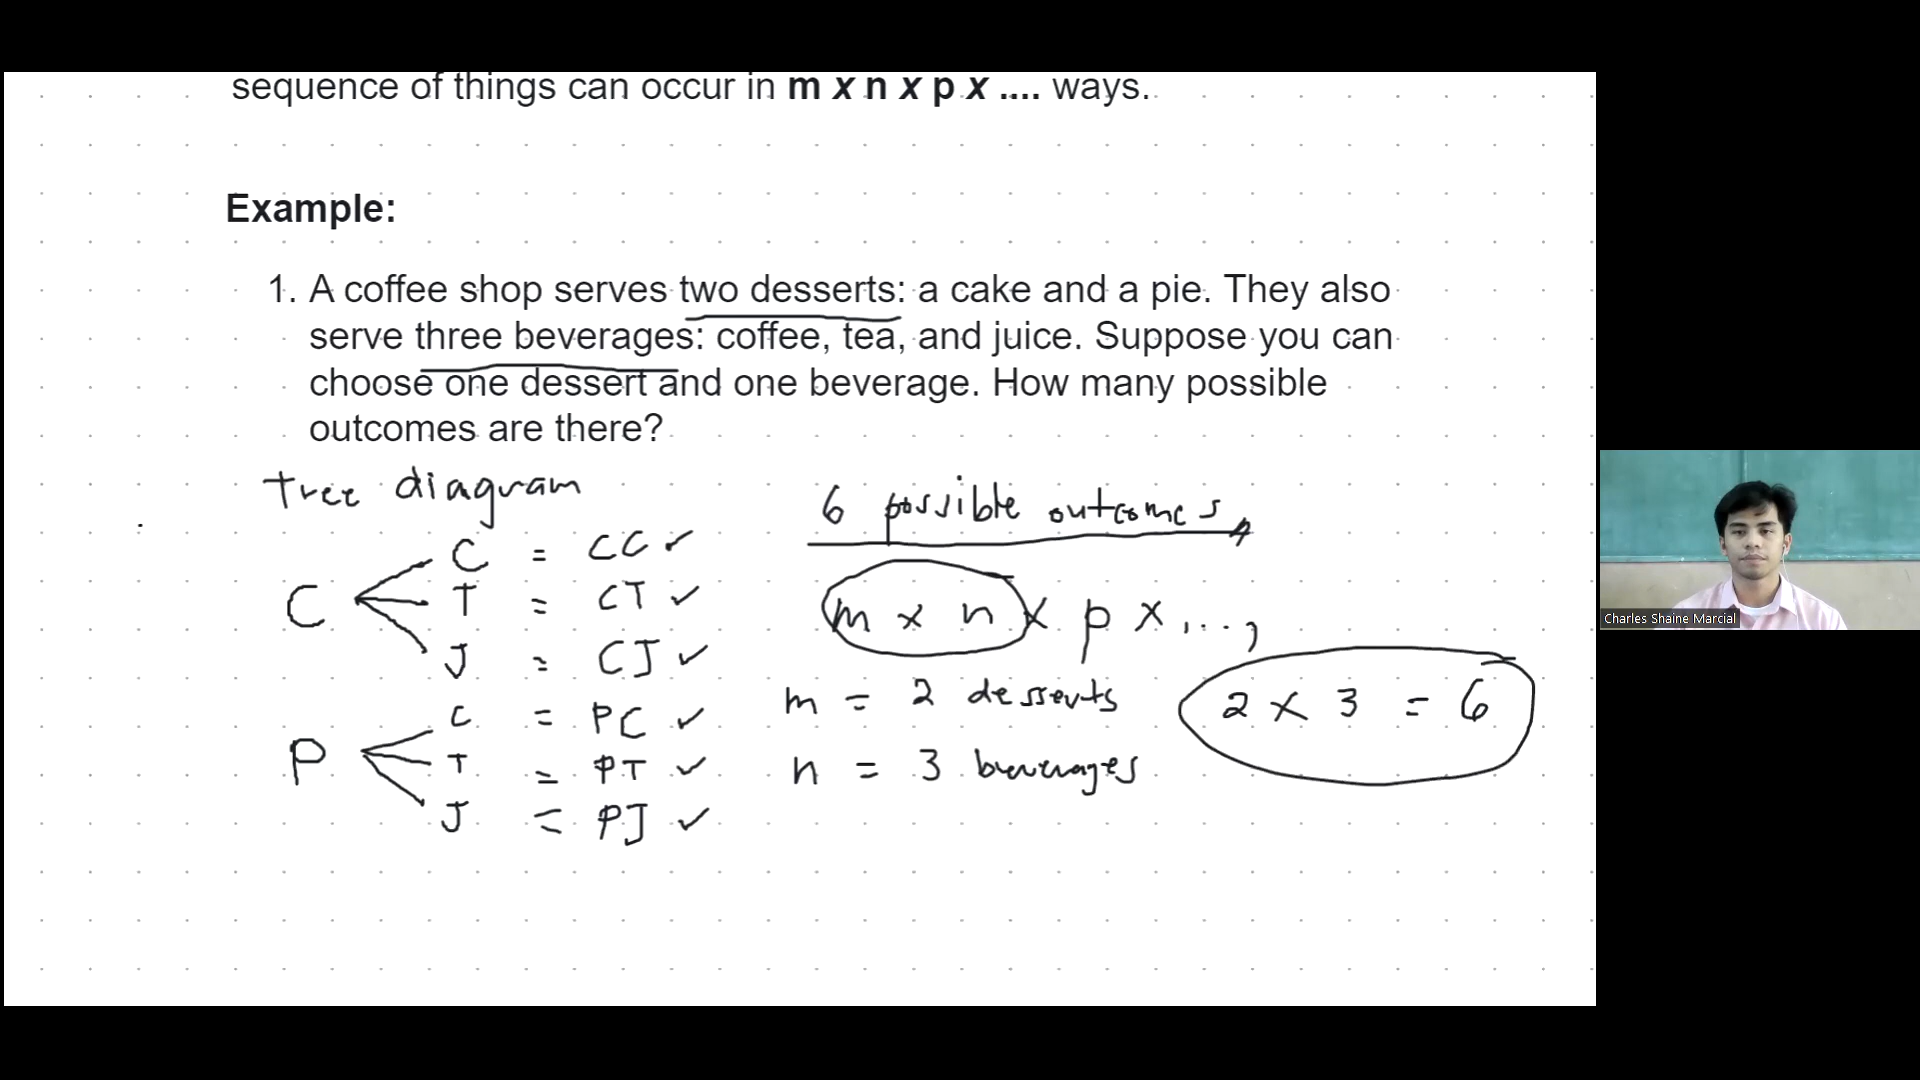 sequence of things can occur in m x n x p x .... ways.
Example:
1. A coffee shop serves two desserts: a cake and a pie. They also
serve three beverages: coffee, tea, and juice. Suppose you can
choose one dessert and one beverage. How many possible
outcomes are there?
Tree diagram
C
C = CC ✓
T = CT ✓
J = CJ ✓
P
C = PC ✓
T = PT ✓
J = PJ ✓
6 possible outcomes
m x n x p x ...,
m = 2 desserts
n = 3 beverages
2 x 3 = 6
Charles Shaine Marcial